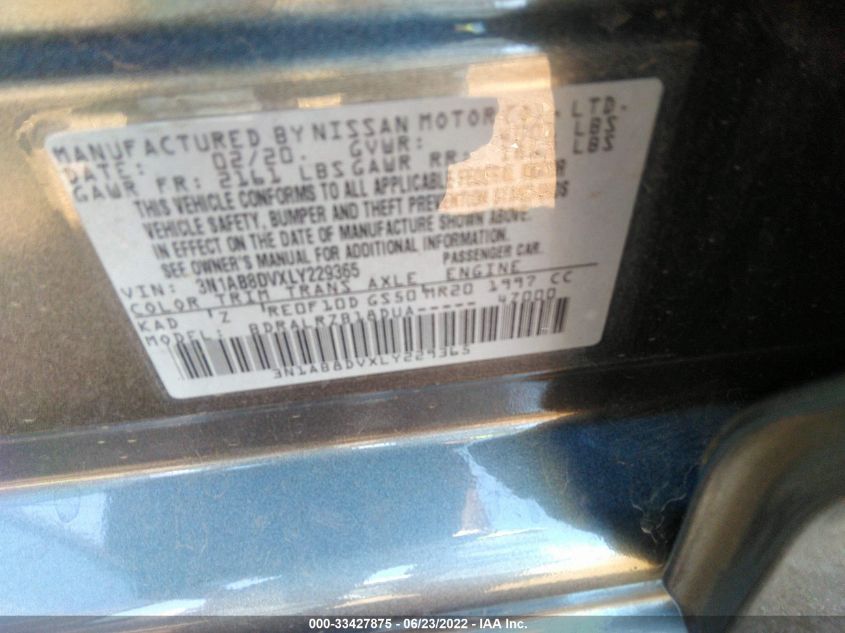 MANUFACTURED BY NISSAN MOTOR CO., LTD.
DATE: 02/20. GVWR: LBS
GAWR FR: 2161 LBS GAWR RR: LBS
THIS VEHICLE CONFORMS TO ALL APPLICABLE
VEHICLE SAFETY, BUMPER AND THEFT PREVENTION
IN EFFECT ON THE DATE OF MANUFACTURE SHOWN ABOVE.
SEE OWNER'S MANUAL FOR ADDITIONAL INFORMATION.
VIN: 3N1AB8DVXLY229365 PASSENGER CAR
COLOR TRIM TRANS AXLE ENGINE
KAD 'Z 'RE0F10D GS50 MR20 1997 CC
MODEL: BDRALRZB18DUA----- 47000
3N1AB8DVXLY229365
000-33427875 - 06/23/2022 - IAA Inc.